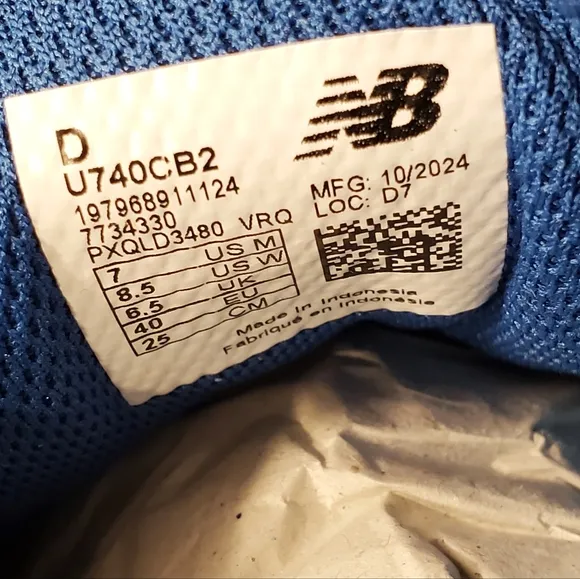 D
U740CB2
197968911124
7734330
PXQLD3480 VRQ
7 US M
8.5 US W
6.5 UK
40 EU
25 CM
NB
MFG: 10/2024
LOC: D7
Made in Indonesia
Fabriqué en Indonésie